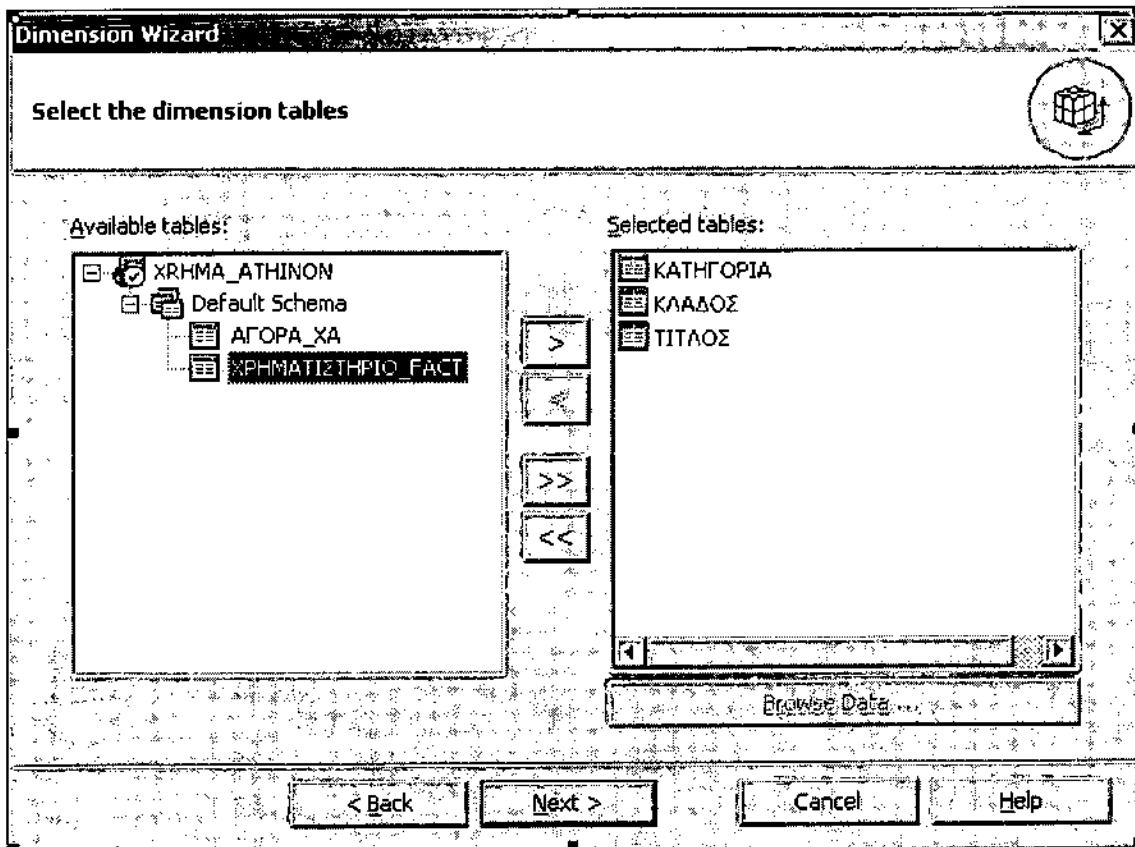 Dimension Wizard
Select the dimension tables
Available tables:
XRHMA_ATHINON
Default Schema
ΑΓΟΡΑ_ΧΑ
ΧΡΗΜΑΤΙΣΤΗΡΙΟ_FACT
>
<
>>
<<
Selected tables:
ΚΑΤΗΓΟΡΙΑ
ΚΛΑΔΟΣ
ΤΙΤΛΟΣ
Browse Data ...
< Back
Next >
Cancel
Help